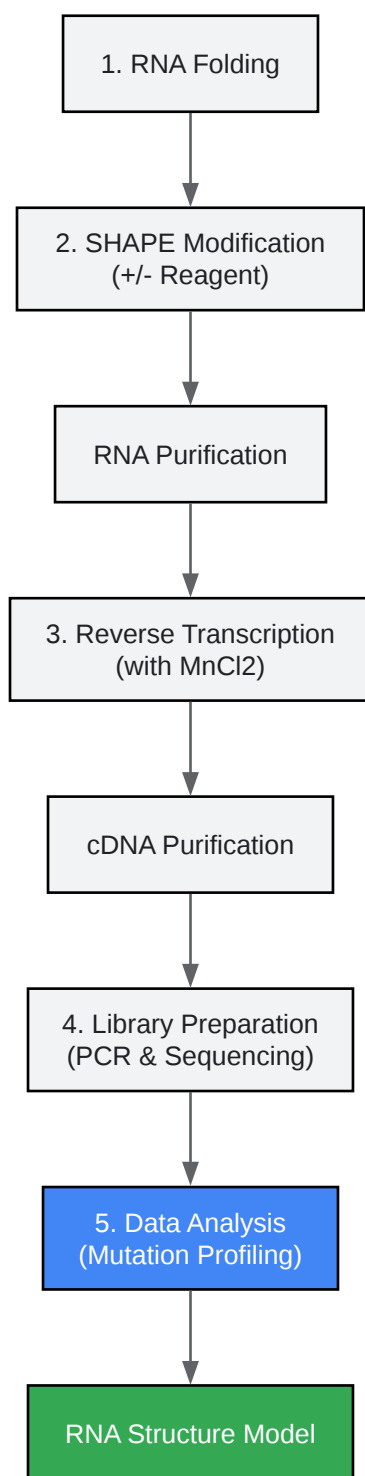 1. RNA Folding
2. SHAPE Modification
(+/- Reagent)
RNA Purification
3. Reverse Transcription
(with MnCl2)
cDNA Purification
4. Library Preparation
(PCR & Sequencing)
5. Data Analysis
(Mutation Profiling)
RNA Structure Model